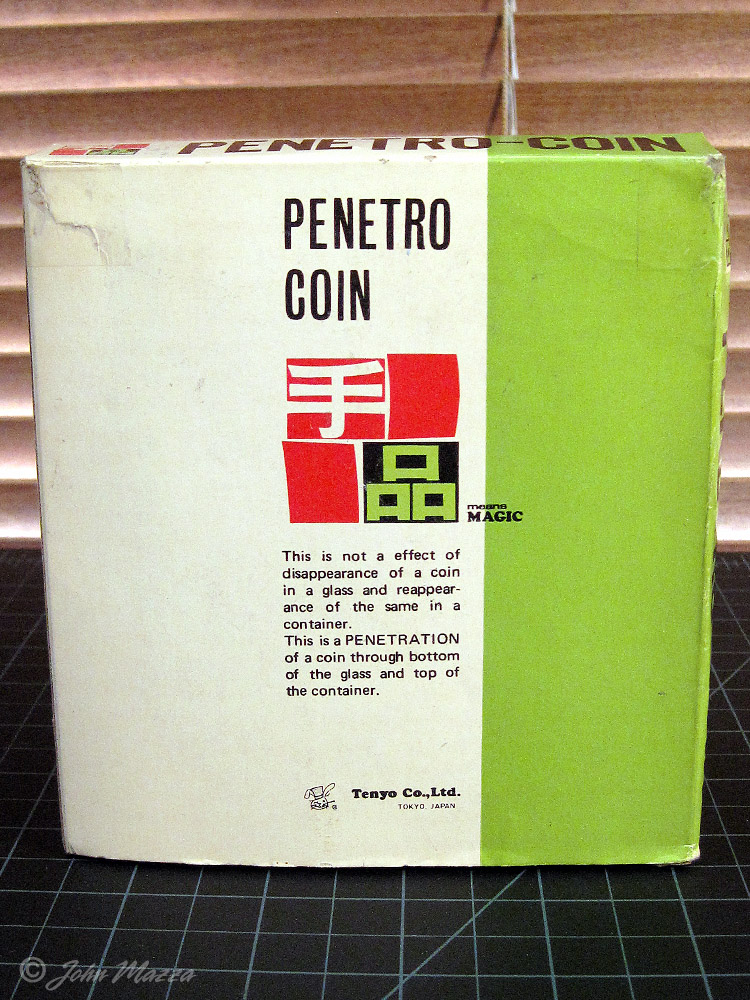 PENETRO-COIN
PENETRO
COIN
手
品
means
MAGIC
This is not a effect of
disappearance of a coin
in a glass and reappear-
ance of the same in a
container.
This is a PENETRATION
of a coin through bottom
of the glass and top of
the container.
Tenyo Co.,Ltd.
TOKYO, JAPAN
© John Mazza